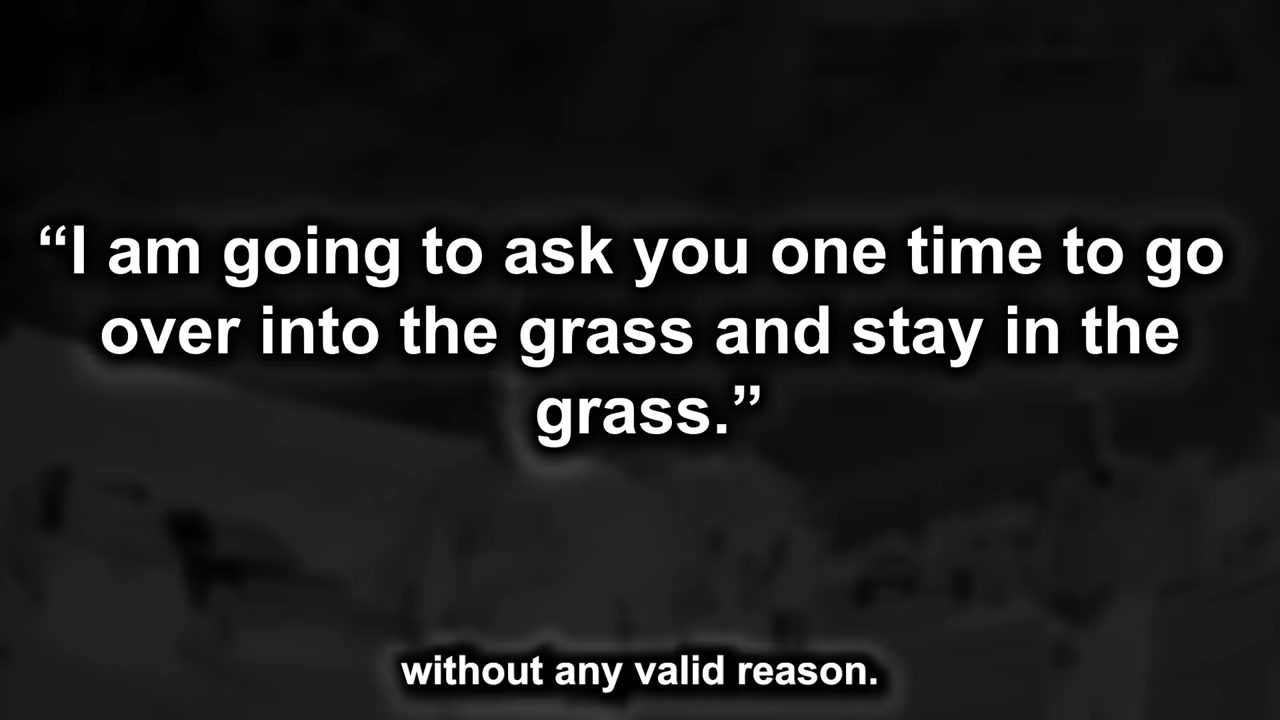 “I am going to ask you one time to go
over into the grass and stay in the
grass.”
without any valid reason.